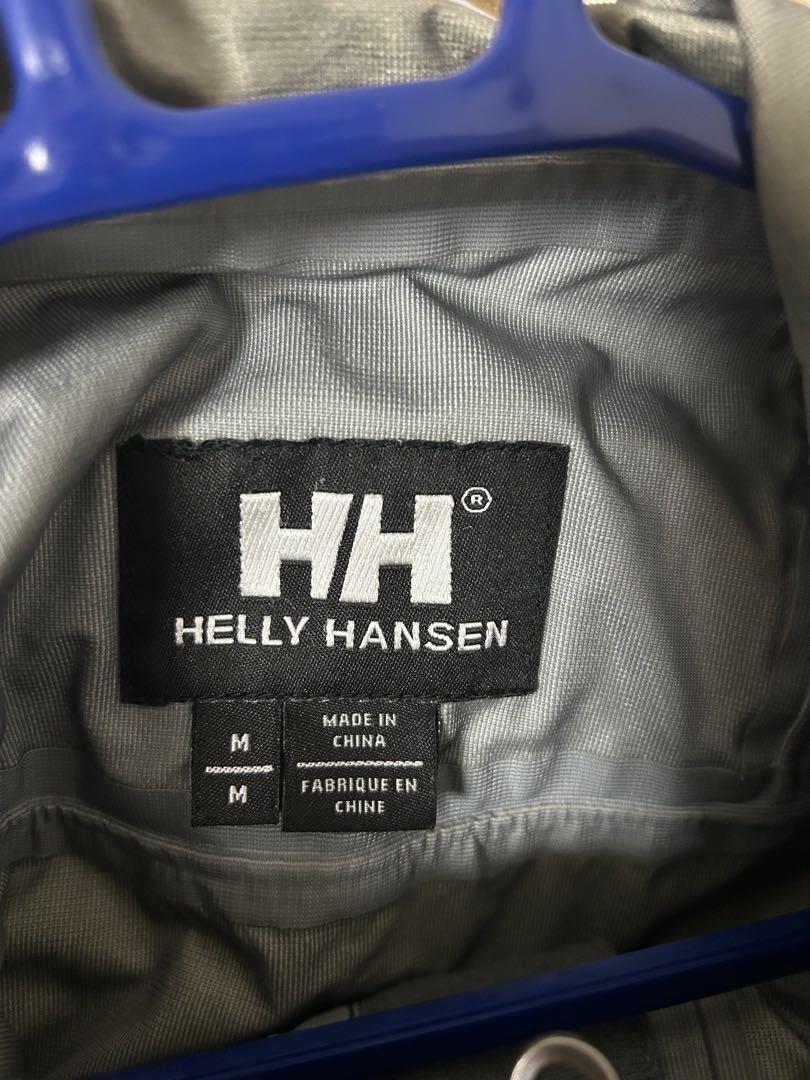 HH®
HELLY HANSEN
M
M
MADE IN
CHINA
FABRIQUE EN
CHINE